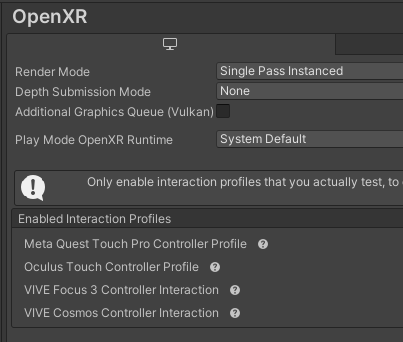 OpenXR
Render Mode Single Pass Instanced
Depth Submission Mode None
Additional Graphics Queue (Vulkan)
Play Mode OpenXR Runtime System Default
Only enable interaction profiles that you actually test, to
Enabled Interaction Profiles
Meta Quest Touch Pro Controller Profile
Oculus Touch Controller Profile
VIVE Focus 3 Controller Interaction
VIVE Cosmos Controller Interaction